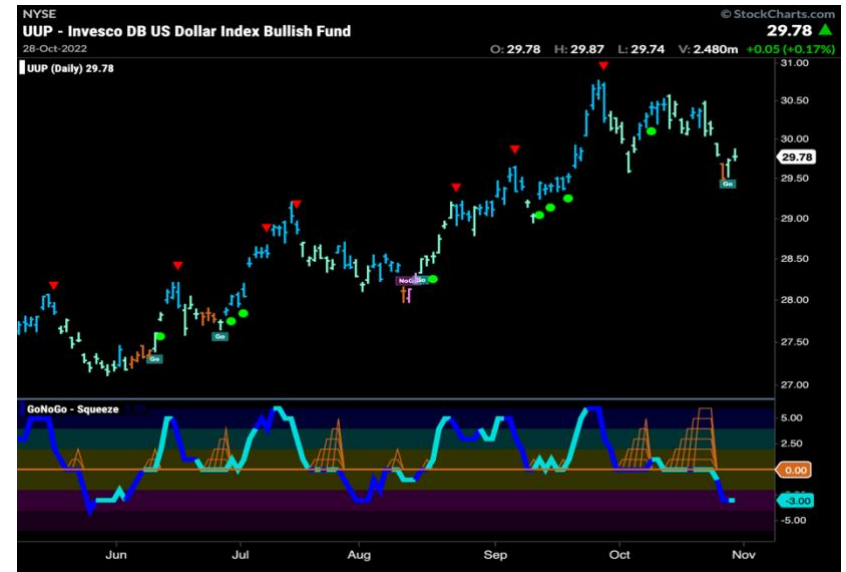 NYSE © StockCharts.com
UUP - Invesco DB US Dollar Index Bullish Fund 29.78
28-Oct-2022 O: 29.78 H: 29.87 L: 29.74 V: 2.480m +0.05 (+0.17%)
UUP (Daily) 29.78
31.00
30.50
30.00
29.78
29.50
Go
29.00
28.50
NoGo Go
28.00
27.50
Go
Go
27.00
GoNoGo - Squeeze
5.00
2.50
0.00
-3.00
-5.00
Jun Jul Aug Sep Oct Nov